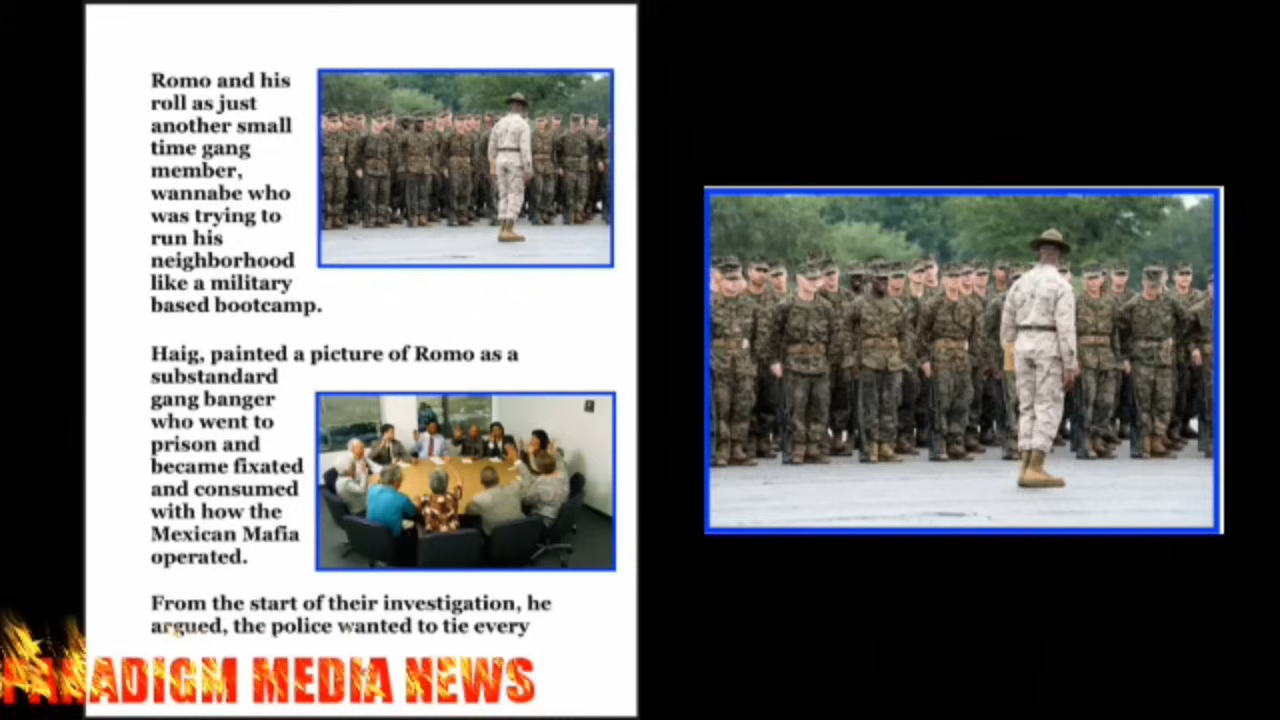 Romo and his
roll as just
another small
time gang
member,
wannabe who
was trying to
run his
neighborhood
like a military
based bootcamp.
Haig, painted a picture of Romo as a
substandard
gang banger
who went to
prison and
became fixated
and consumed
with how the
Mexican Mafia
operated.
From the start of their investigation, he
argued, the police wanted to tie every
PARADIGM MEDIA NEWS